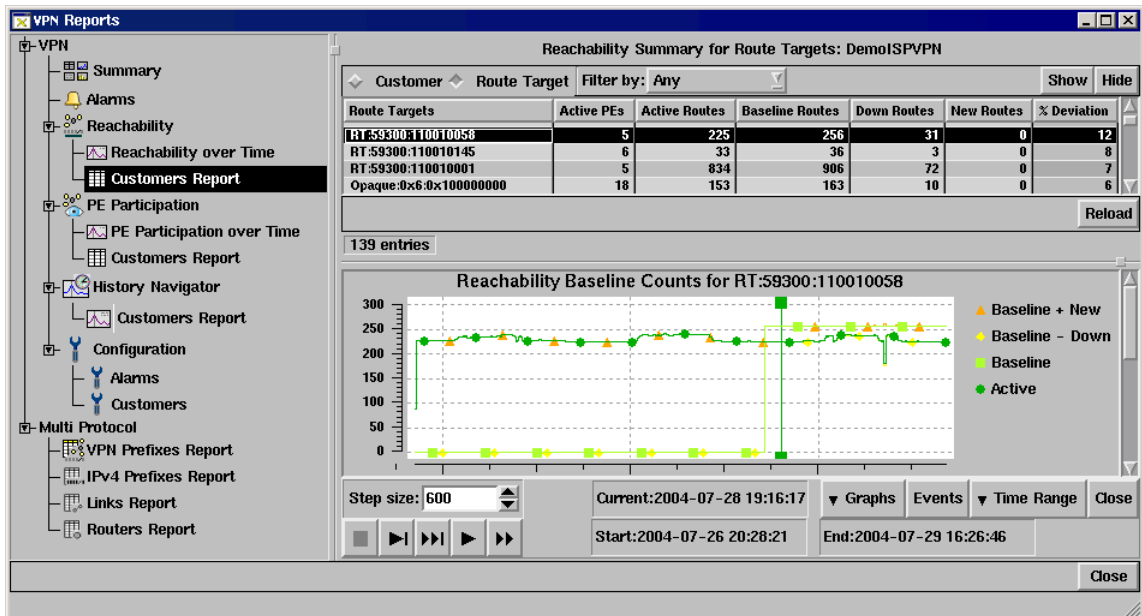 VPN Reports
VPN
Summary
Alarms
Reachability
Reachability over Time
Customers Report
PE Participation
PE Participation over Time
Customers Report
History Navigator
Customers Report
Configuration
Alarms
Customers
Multi Protocol
VPN Prefixes Report
IPv4 Prefixes Report
Links Report
Routers Report
Reachability Summary for Route Targets: DemoISPVPN
Customer Route Target Filter by: Any Show Hide
Route Targets Active PEs Active Routes Baseline Routes Down Routes New Routes % Deviation
RT:59300:110010058 5 225 256 31 0 12
RT:59300:110010145 6 33 36 3 0 8
RT:59300:110010001 5 834 906 72 0 7
Opaque:0x6:0x100000000 18 153 163 10 0 6
Reload
139 entries
Reachability Baseline Counts for RT:59300:110010058
300
250
200
150
100
50
0
Baseline + New
Baseline - Down
Baseline
Active
Step size: 600 Current:2004-07-28 19:16:17 Graphs Events Time Range Close
Start:2004-07-26 20:28:21 End:2004-07-29 16:26:46
Close